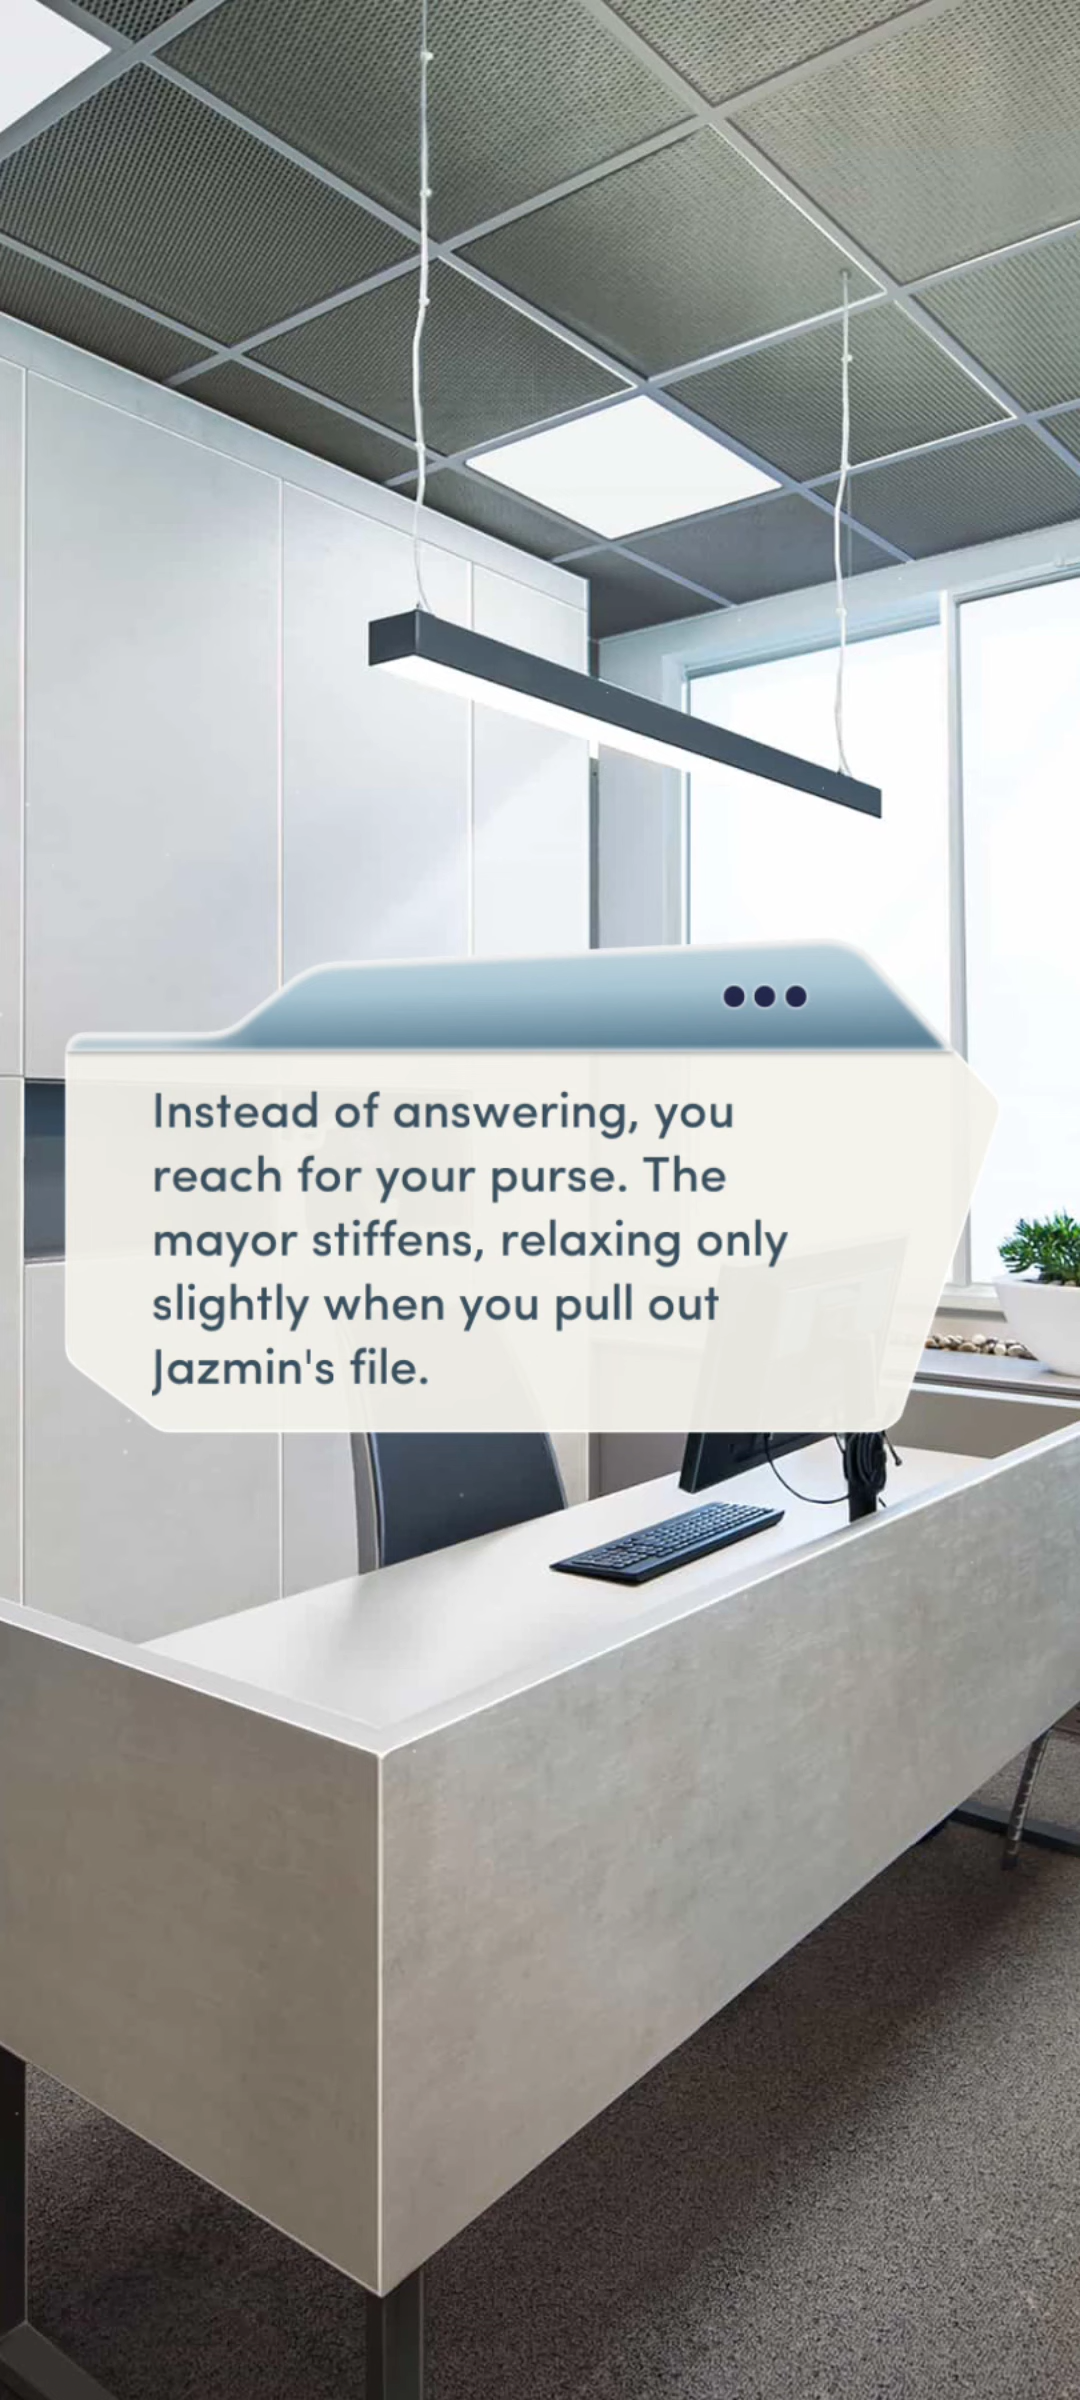 Instead of answering, you
reach for your purse. The
mayor stiffens, relaxing only
slightly when you pull out
Jazmin's file.